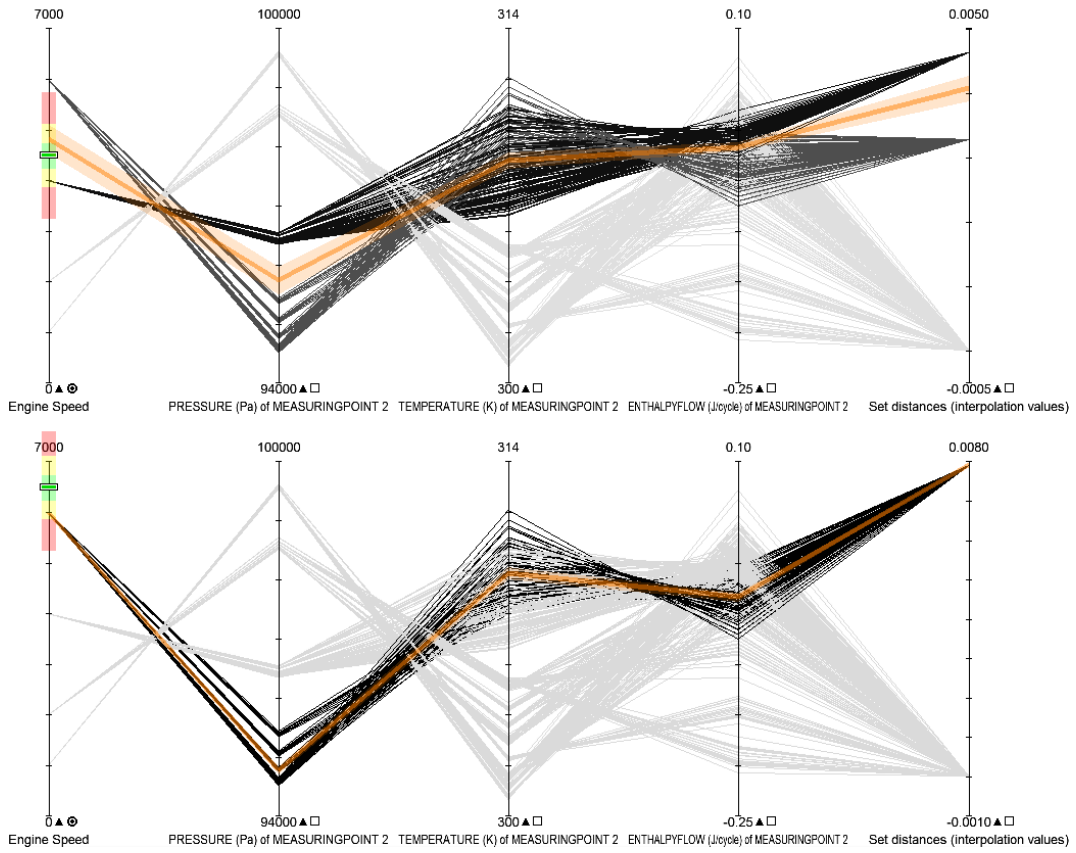 7000 100000 314 0.10 0.0050
0 94000 300 -0.25 -0.0005
Engine Speed PRESSURE (Pa) of MEASURINGPOINT 2 TEMPERATURE (K) of MEASURINGPOINT 2 ENTHALPYFLOW (J/cycle) of MEASURINGPOINT 2 Set distances (interpolation values)
7000 100000 314 0.10 0.0080
0 94000 300 -0.25 -0.0010
Engine Speed PRESSURE (Pa) of MEASURINGPOINT 2 TEMPERATURE (K) of MEASURINGPOINT 2 ENTHALPYFLOW (J/cycle) of MEASURINGPOINT 2 Set distances (interpolation values)